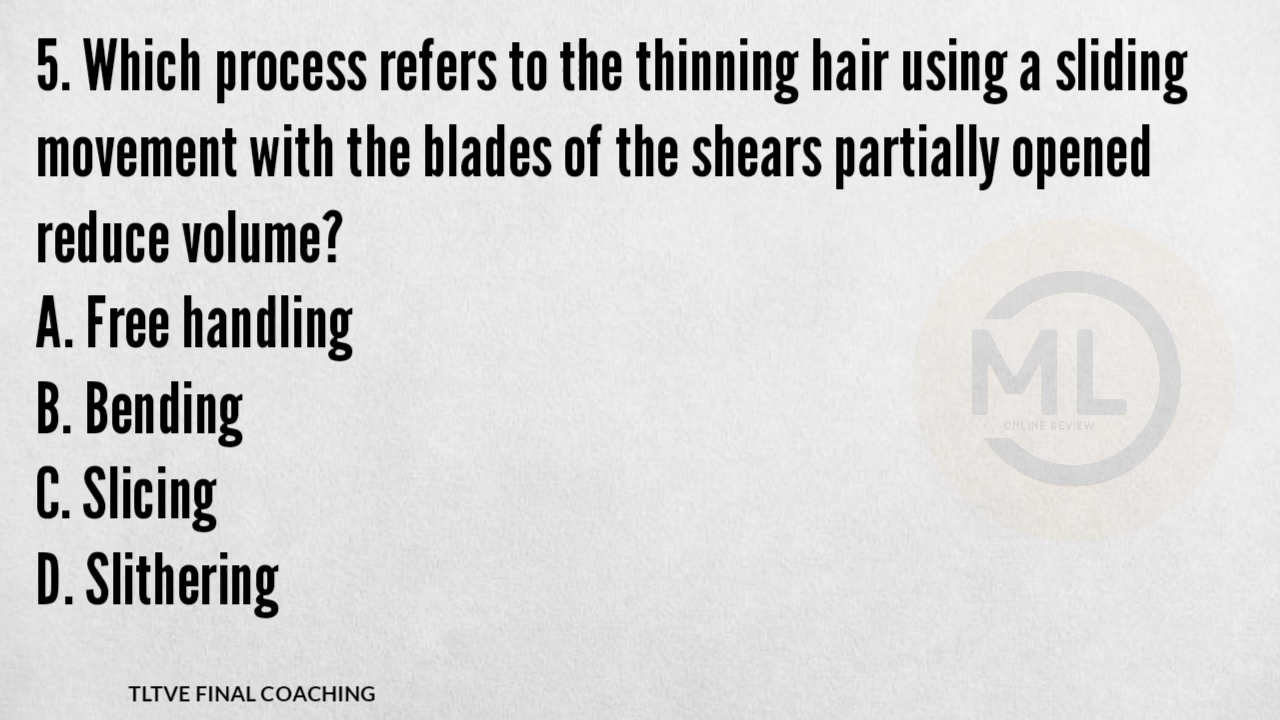 5. Which process refers to the thinning hair using a sliding
movement with the blades of the shears partially opened
reduce volume?
A. Free handling
B. Bending
C. Slicing
D. Slithering
ML
ONLINE REVIEW
TLTVE FINAL COACHING